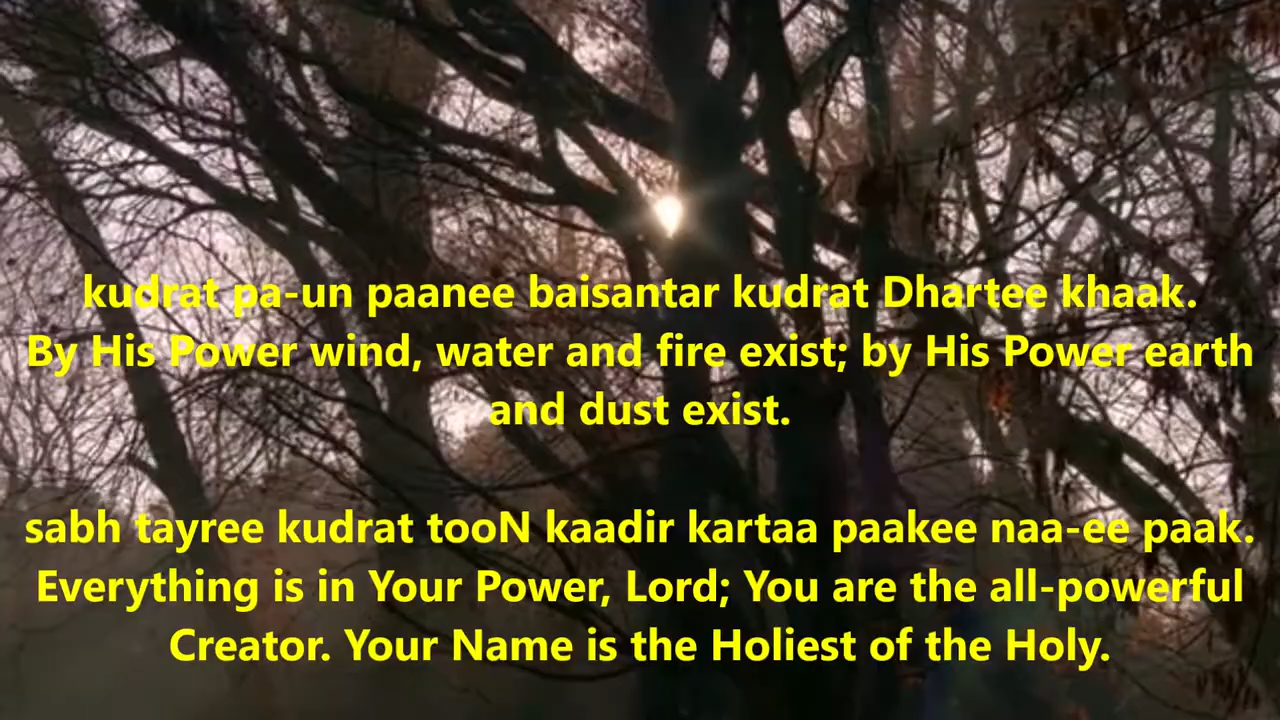 kudrat pa-un paanee baisantar kudrat Dhartee khaak.
By His Power wind, water and fire exist; by His Power earth
and dust exist.
sabh tayree kudrat tooN kaadir kartaa paakee naa-ee paak.
Everything is in Your Power, Lord; You are the all-powerful
Creator. Your Name is the Holiest of the Holy.